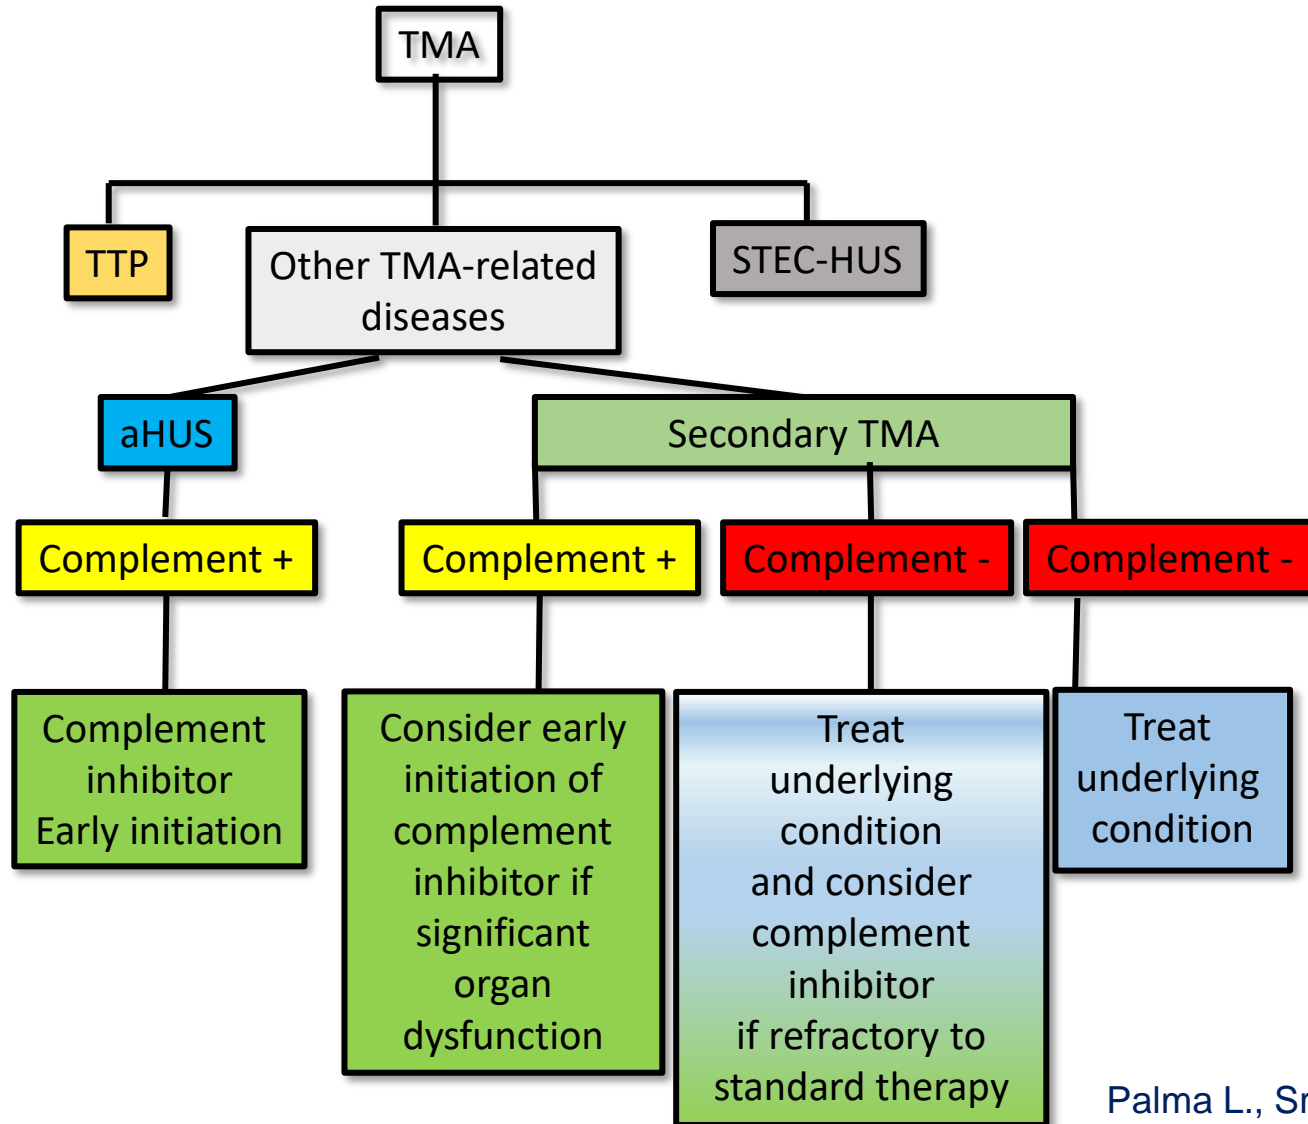 TMA
TTP
Other TMA-related
diseases
STEC-HUS
aHUS
Secondary TMA
Complement +
Complement +
Complement -
Complement -
Complement
inhibitor
Early initiation
Consider early
initiation of
complement
inhibitor if
significant
organ
dysfunction
Treat
underlying
condition
and consider
complement
inhibitor
if refractory to
standard therapy
Treat
underlying
condition
Palma L.,